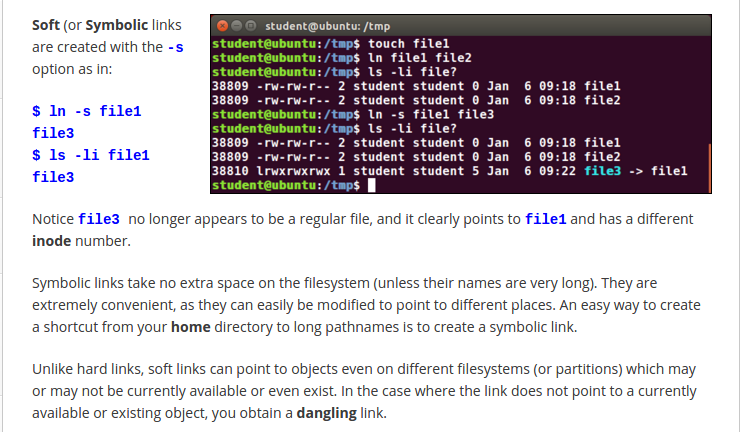 Soft (or Symbolic links
are created with the -s
option as in:
$ ln -s file1
file3
$ ls -li file1
file3
student@ubuntu: /tmp
student@ubuntu:/tmp$ touch file1
student@ubuntu:/tmp$ ln file1 file2
student@ubuntu:/tmp$ ls -li file?
38809 -rw-rw-r-- 2 student student 0 Jan  6 09:18 file1
38809 -rw-rw-r-- 2 student student 0 Jan  6 09:18 file2
student@ubuntu:/tmp$ ln -s file1 file3
student@ubuntu:/tmp$ ls -li file?
38809 -rw-rw-r-- 2 student student 0 Jan  6 09:18 file1
38809 -rw-rw-r-- 2 student student 0 Jan  6 09:18 file2
38810 lrwxrwxrwx 1 student student 5 Jan  6 09:22 file3 -> file1
student@ubuntu:/tmp$
Notice file3 no longer appears to be a regular file, and it clearly points to file1 and has a different
inode number.
Symbolic links take no extra space on the filesystem (unless their names are very long). They are
extremely convenient, as they can easily be modified to point to different places. An easy way to create
a shortcut from your home directory to long pathnames is to create a symbolic link.
Unlike hard links, soft links can point to objects even on different filesystems (or partitions) which may
or may not be currently available or even exist. In the case where the link does not point to a currently
available or existing object, you obtain a dangling link.